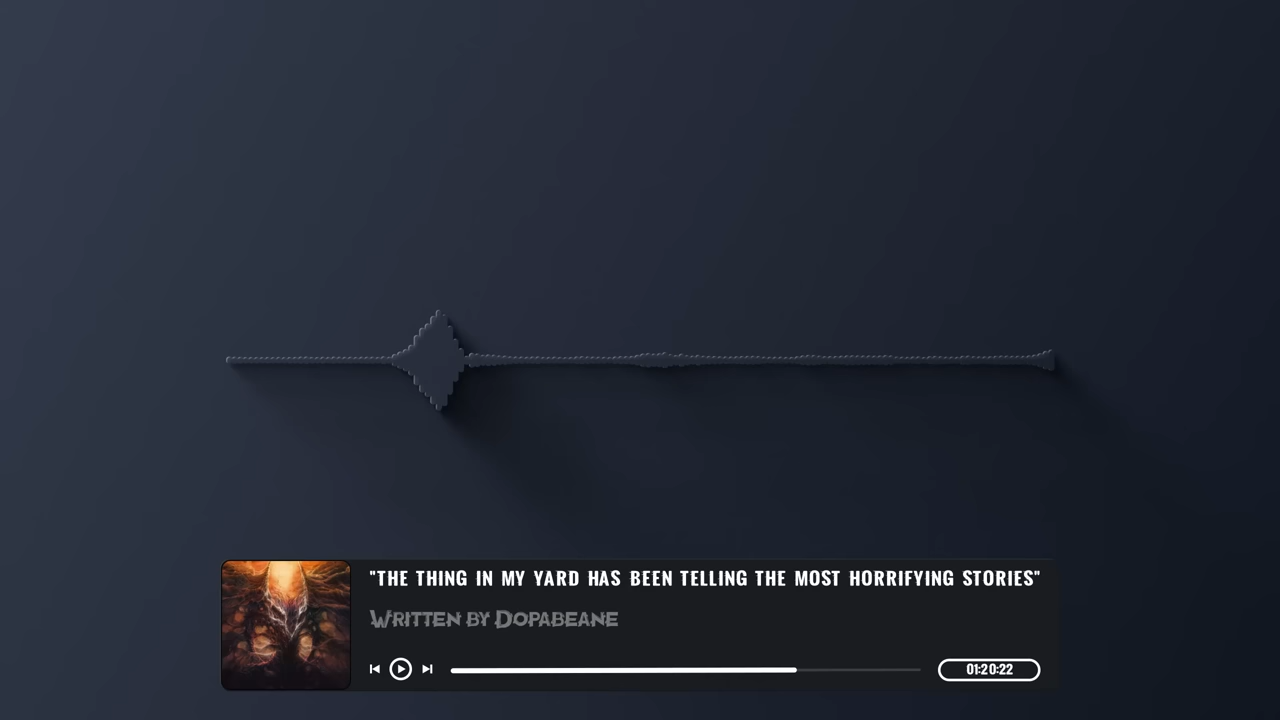 "THE THING IN MY YARD HAS BEEN TELLING THE MOST HORRIFYING STORIES"
WRITTEN BY DOPABEANE
01:20:22